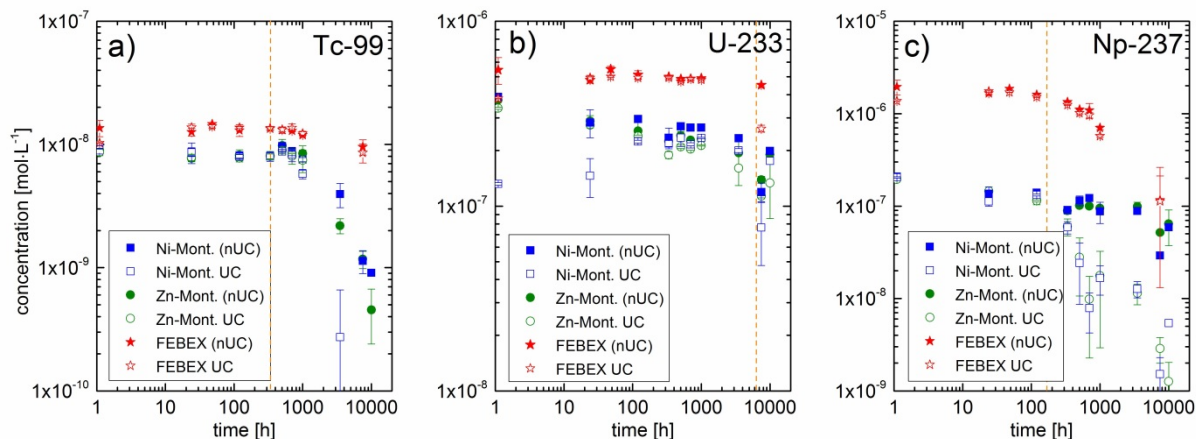 a) Tc-99
1x10⁻⁷
1x10⁻⁸
1x10⁻⁹
1x10⁻¹⁰
concentration [mol·L⁻¹]
Ni-Mont. (nUC)
Ni-Mont. UC
Zn-Mont. (nUC)
Zn-Mont. UC
FEBEX (nUC)
FEBEX UC
1 10 100 1000 10000
time [h]
b) U-233
1x10⁻⁶
1x10⁻⁷
1x10⁻⁸
Ni-Mont. (nUC)
Ni-Mont. UC
Zn-Mont. (nUC)
Zn-Mont. UC
FEBEX (nUC)
FEBEX UC
1 10 100 1000 10000
time [h]
c) Np-237
1x10⁻⁵
1x10⁻⁶
1x10⁻⁷
1x10⁻⁸
1x10⁻⁹
Ni-Mont. (nUC)
Ni-Mont. UC
Zn-Mont. (nUC)
Zn-Mont. UC
FEBEX (nUC)
FEBEX UC
1 10 100 1000 10000
time [h]